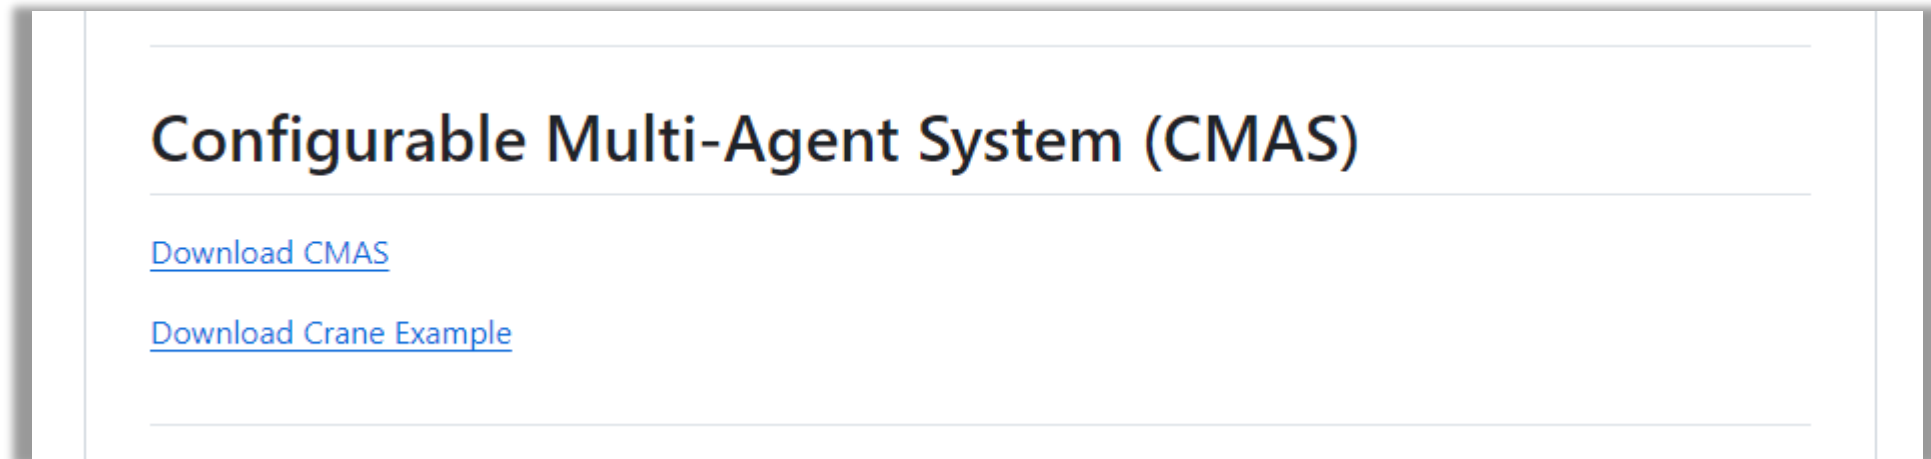 Configurable Multi-Agent System (CMAS)
Download CMAS
Download Crane Example